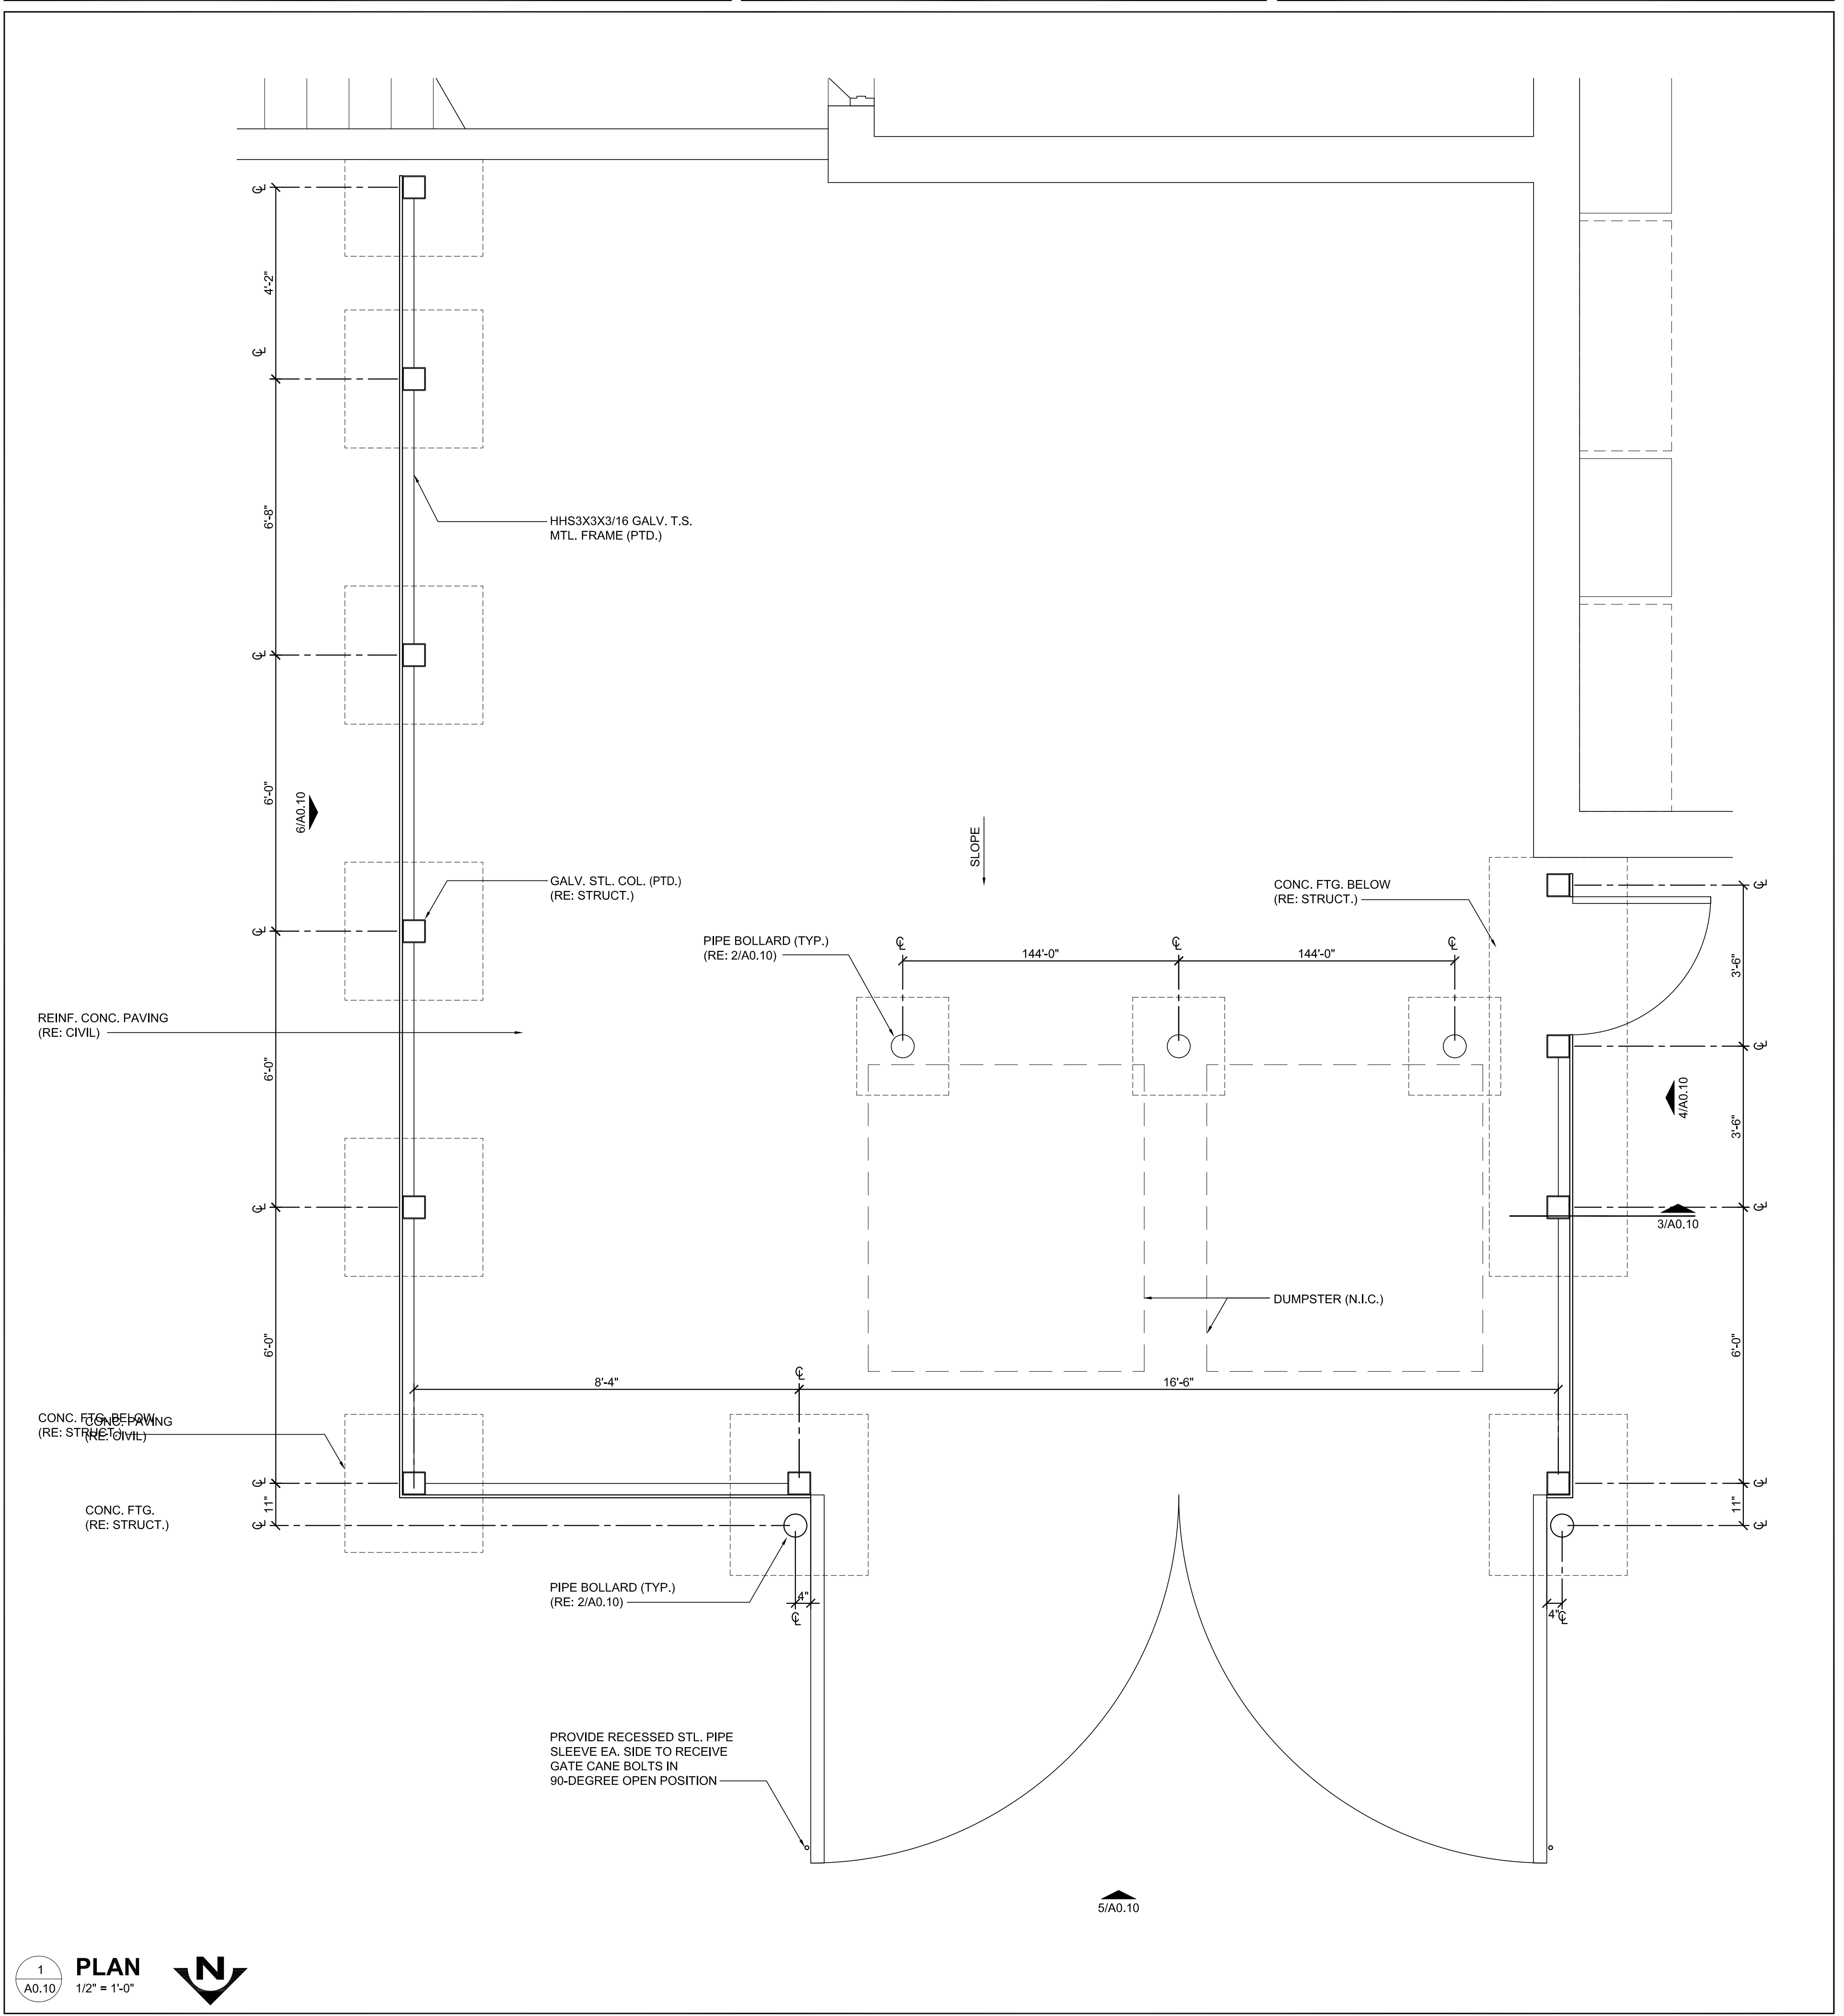 4'-2"
6'-8"
HHS3X3X3/16 GALV. T.S.
MTL. FRAME (PTD.)
6'-0"
6/A0.10
SLOPE
GALV. STL. COL. (PTD.)
(RE: STRUCT.)
CONC. FTG. BELOW
(RE: STRUCT.)
PIPE BOLLARD (TYP.)
(RE: 2/A0.10)
144'-0"
144'-0"
3'-6"
REINF. CONC. PAVING
(RE: CIVIL)
6'-0"
4/A0.10
3'-6"
3/A0.10
DUMPSTER (N.I.C.)
6'-0"
6'-0"
8'-4"
16'-6"
CONC. FTG. BELOW
(RE: STRUCT.)
CONC. PAVING
(RE: CIVIL)
11"
11"
CONC. FTG.
(RE: STRUCT.)
PIPE BOLLARD (TYP.)
(RE: 2/A0.10)
4"
4"
PROVIDE RECESSED STL. PIPE
SLEEVE EA. SIDE TO RECEIVE
GATE CANE BOLTS IN
90-DEGREE OPEN POSITION
5/A0.10
1
A0.10
PLAN
1/2" = 1'-0"
N